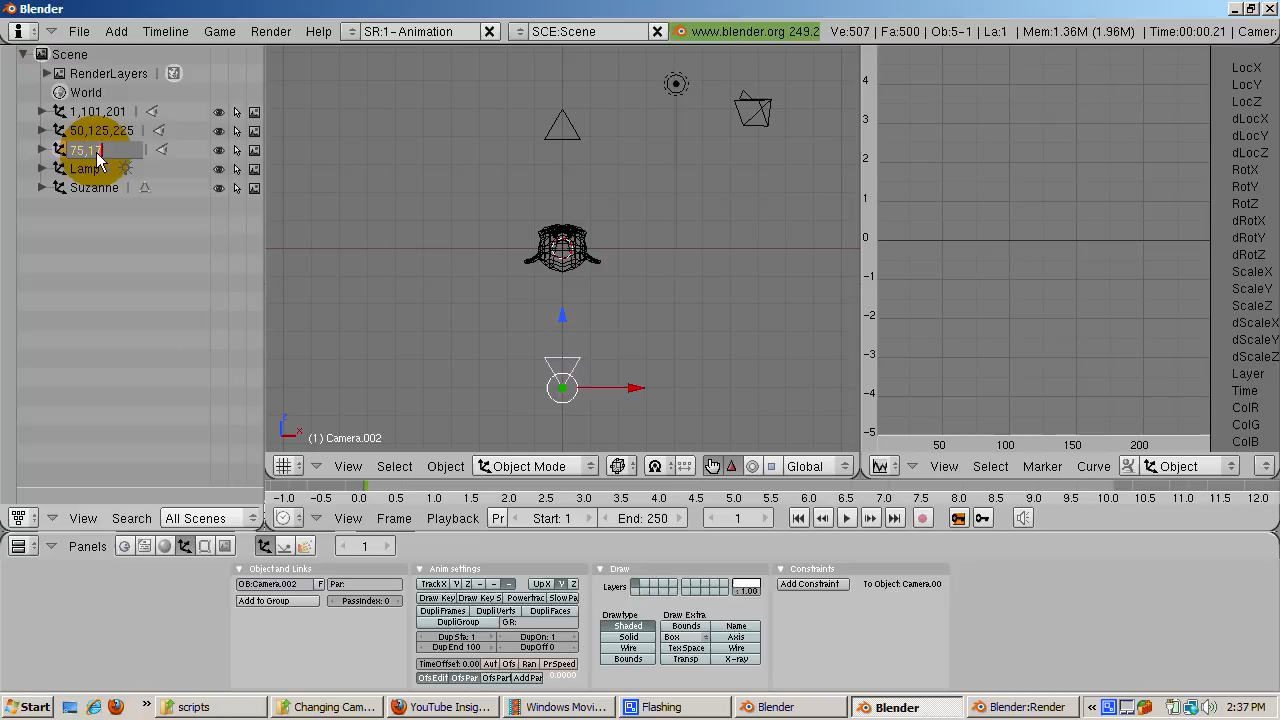 Blender
File Add Timeline Game Render Help SR:1-Animation SCE:Scene www.blender.org 249.2 Ve:507 | Fa:500 | Ob:5-1 | La:1 | Mem:1.36M (1.96M) | Time:00:00.21 | Camer
Scene
RenderLayers
World
1,101,201
50,125,225
75,17
Lamp
Suzanne
(1) Camera.002
4
3
2
1
0
-1
-2
-3
-4
-5
50 100 150 200
LocX
LocY
LocZ
dLocX
dLocY
dLocZ
RotX
RotY
RotZ
dRotX
dRotY
dRotZ
ScaleX
ScaleY
ScaleZ
dScaleX
dScaleY
dScaleZ
Layer
Time
ColR
ColG
ColB
View Select Object Object Mode Global
View Select Marker Curve Object
-1.0 -0.5 0.0 0.5 1.0 1.5 2.0 2.5 3.0 3.5 4.0 4.5 5.0 5.5 6.0 6.5 7.0 7.5 8.0 8.5 9.0 9.5 10.0 11.0 12.0
View Search All Scenes
View Frame Playback Pr Start: 1 End: 250 1
Panels 1
Object and Links
OB:Camera.002 F Par:
Add to Group PassIndex: 0
Anim settings
TrackX Y Z - - - Up X Y Z
Draw Key Draw Key S Powertrac SlowPa
DupliFrames DupliVerts DupliFaces
DupliGroup GR:
DupSta: 1 DupOn: 1
DupEnd 100 DupOff 0
TimeOffset: 0.00 Aut Ofs Ran PrSpeed
OfsEdit OfsPar OfsPart AddPar 0.0000
Draw
Layers 1.00
Drawtype Draw Extra
Shaded Bounds Name
Solid Box Axis
Wire TexSpace Wire
Bounds Transp X-ray
Constraints
Add Constraint To Object: Camera.00
Start scripts Changing Cam... YouTube Insig... Windows Movi... Flashing Blender Blender Blender:Render 2:37 PM